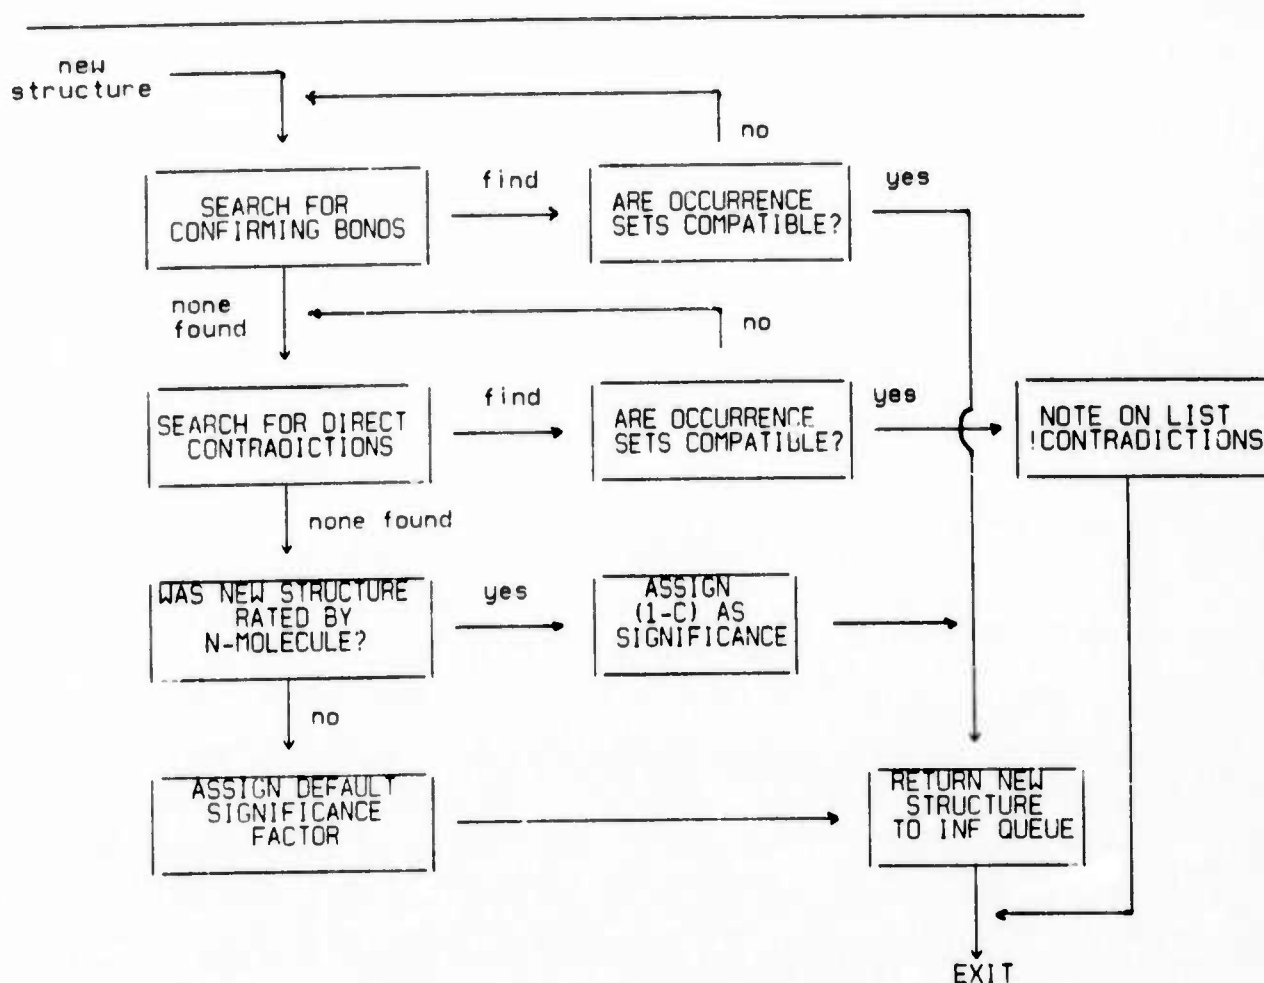 new
structure
no
SEARCH FOR
CONFIRMING BONDS
find
ARE OCCURRENCE
SETS COMPATIBLE?
yes
none
found
no
SEARCH FOR DIRECT
CONTRADICTIONS
find
ARE OCCURRENCE
SETS COMPATIBLE?
yes
NOTE ON LIST
!CONTRADICTIONS
none found
WAS NEW STRUCTURE
RATED BY
N-MOLECULE?
yes
ASSIGN
(1-C) AS
SIGNIFICANCE
no
ASSIGN DEFAULT
SIGNIFICANCE
FACTOR
RETURN NEW
STRUCTURE
TO INF QUEUE
EXIT